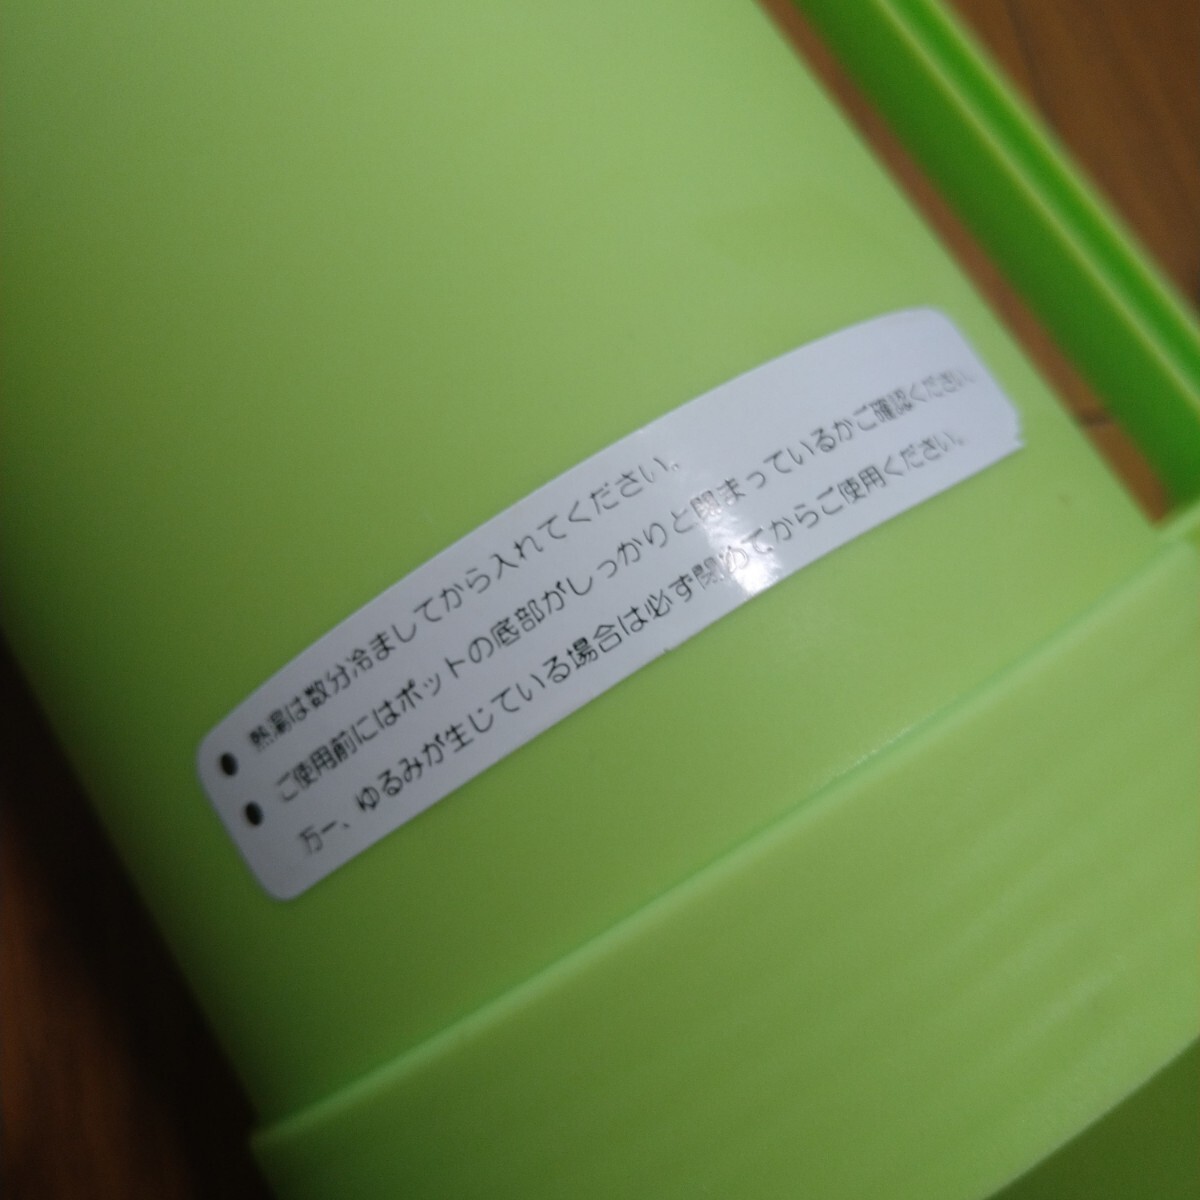 ● 熱湯は数分冷ましてから入れてください。
● ご使用前にはポットの底部がしっかりと閉まっているかご確認ください。
万一、ゆるみが生じている場合は必ず閉めてからご使用ください。